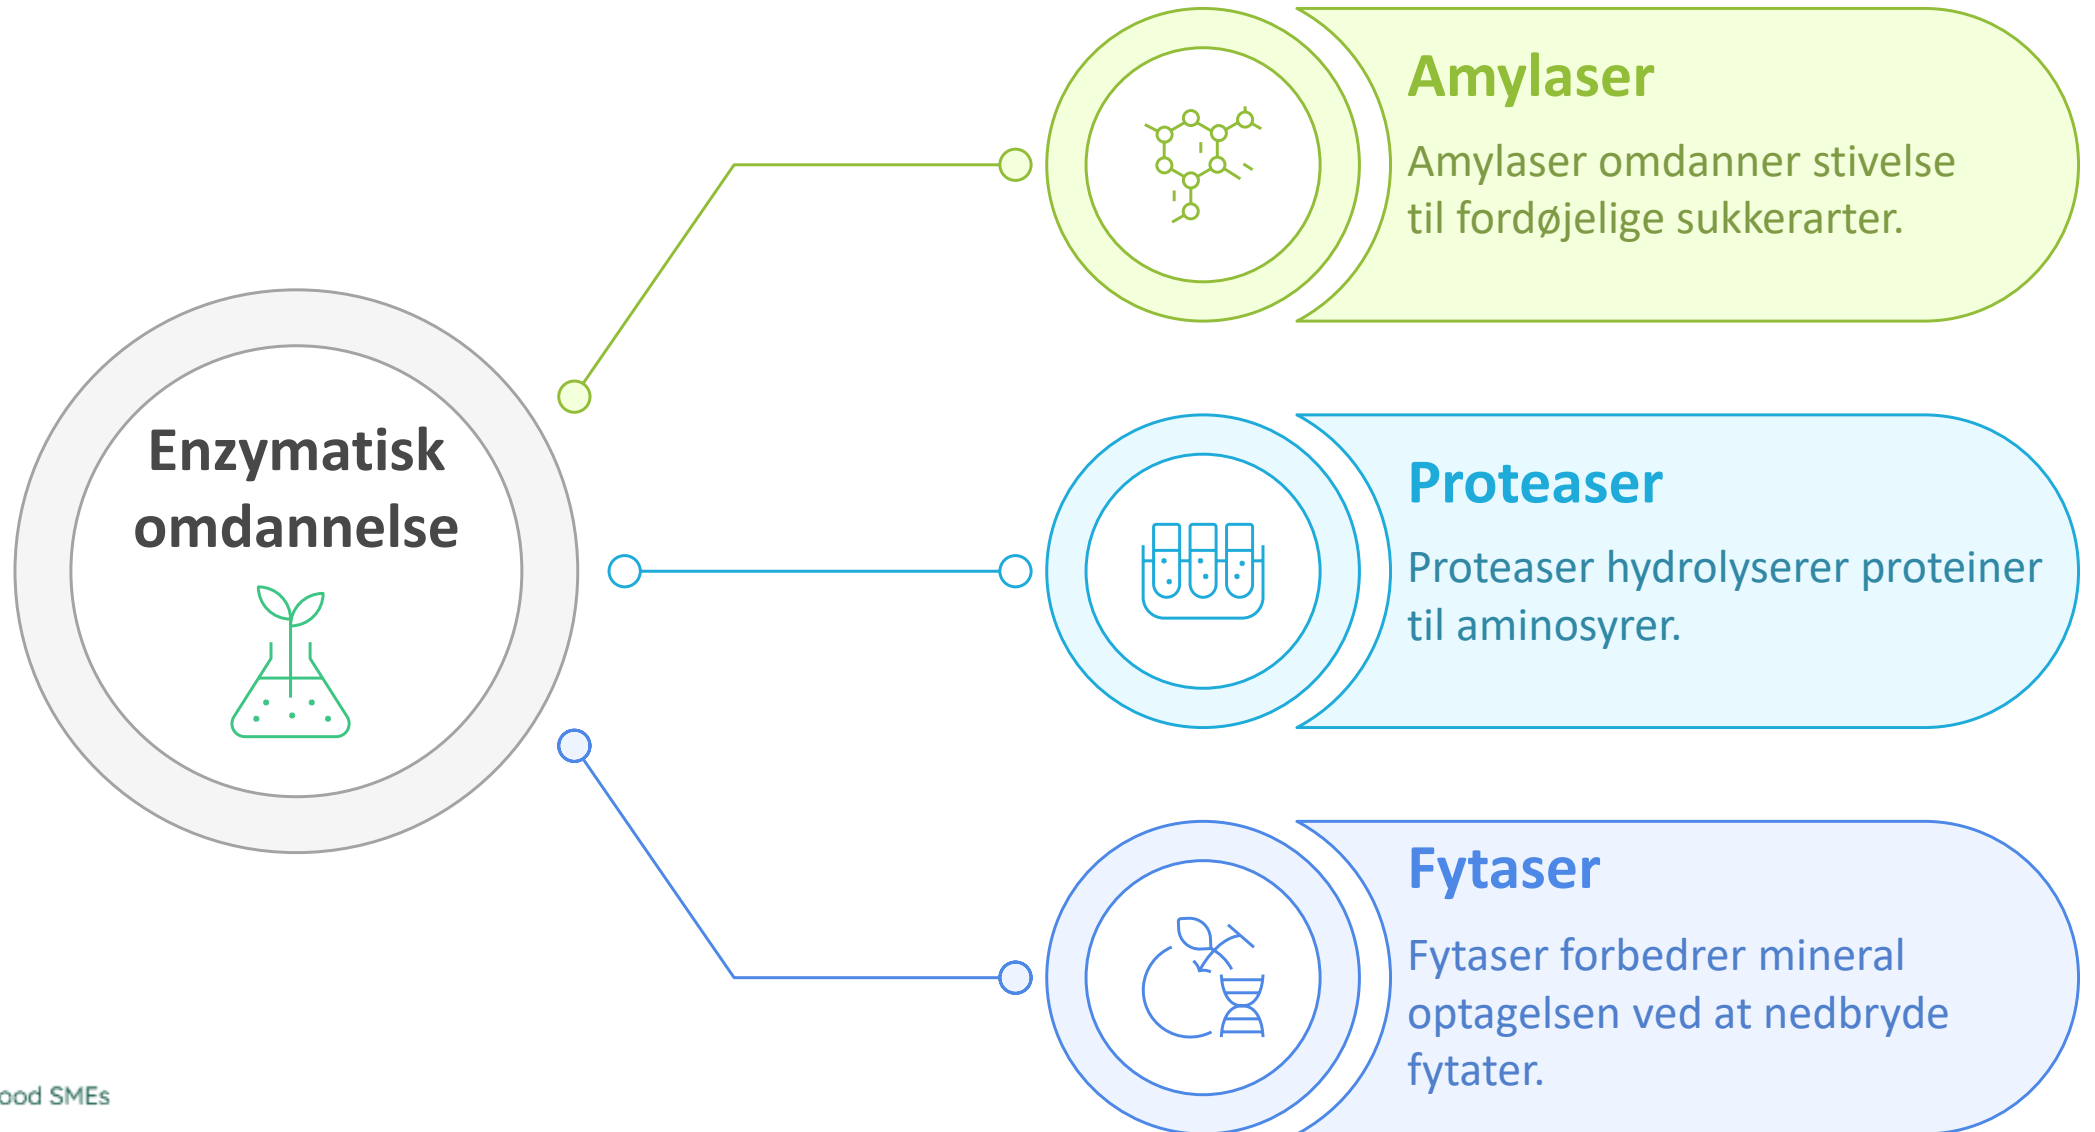 Enzymatisk
omdannelse
Amylaser
Amylaser omdanner stivelse
til fordøjelige sukkerarter.
Proteaser
Proteaser hydrolyserer proteiner
til aminosyrer.
Fytaser
Fytaser forbedrer mineral
optagelsen ved at nedbryde
fytater.
SMEs